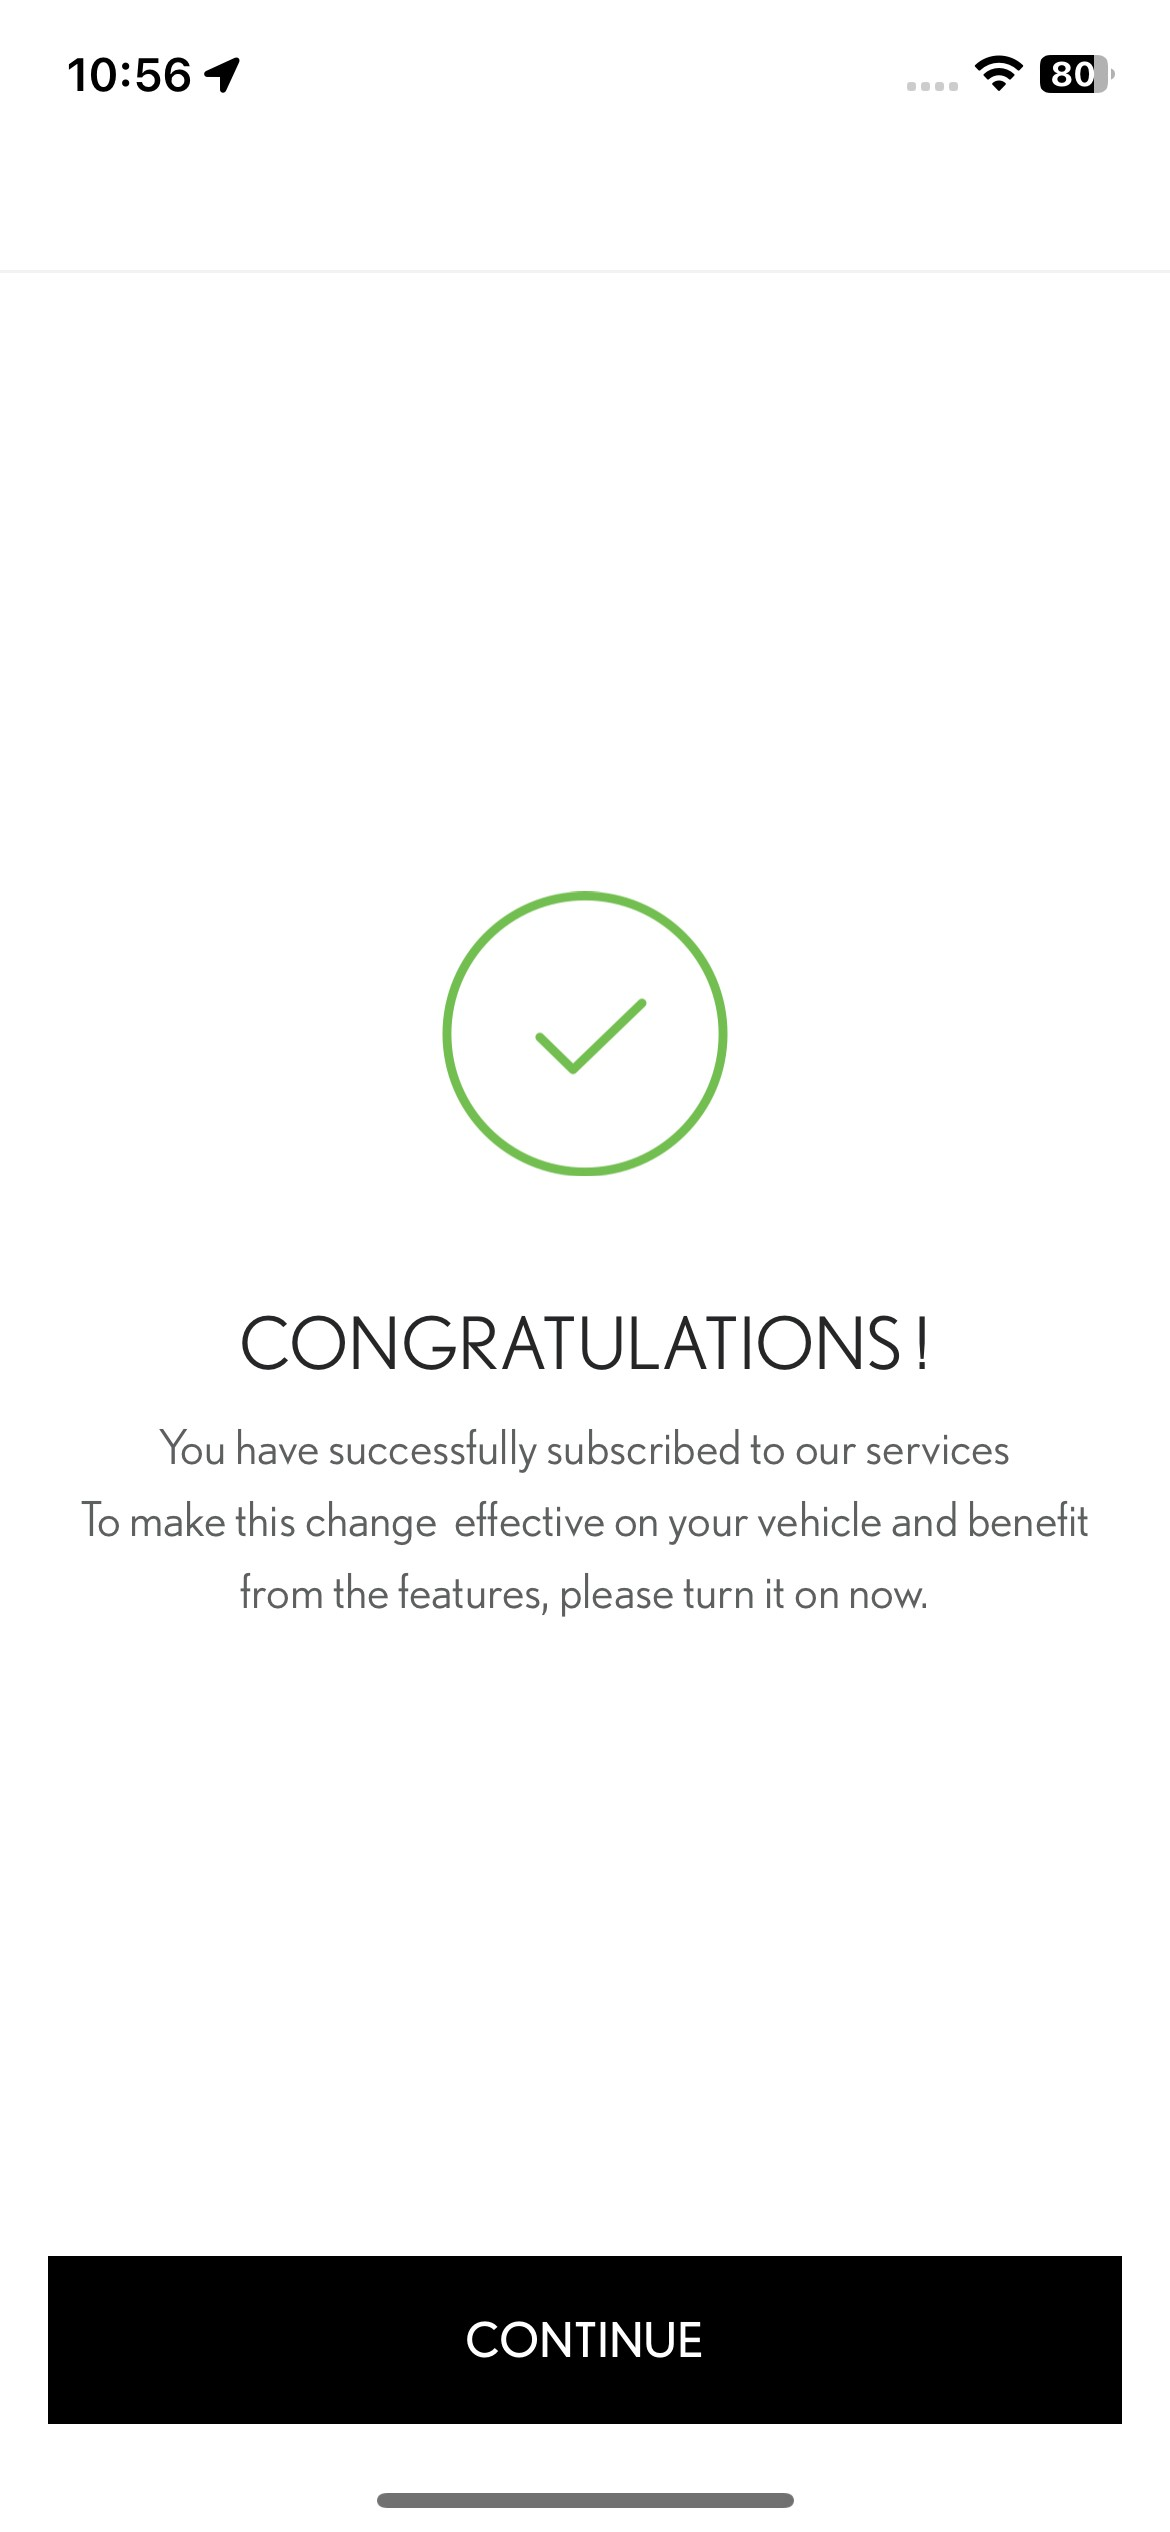 10:56
80
CONGRATULATIONS !
You have successfully subscribed to our services
To make this change  effective on your vehicle and benefit
from the features, please turn it on now.
CONTINUE